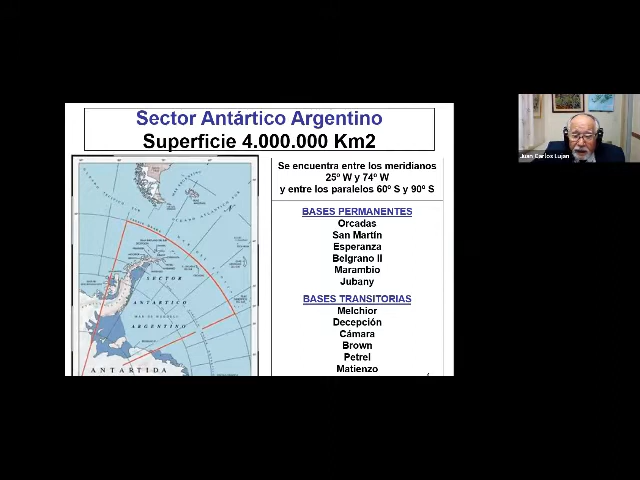 Sector Antártico Argentino
Superficie 4.000.000 Km2
Se encuentra entre los meridianos
25º W y 74º W
y entre los paralelos 60º S y 90º S
BASES PERMANENTES
Orcadas
San Martín
Esperanza
Belgrano II
Marambio
Jubany
BASES TRANSITORIAS
Melchior
Decepción
Cámara
Brown
Petrel
Matienzo
SECTOR
ANTARTICO
ARGENTINO
ANTARTIDA
Juan Carlos Lujan